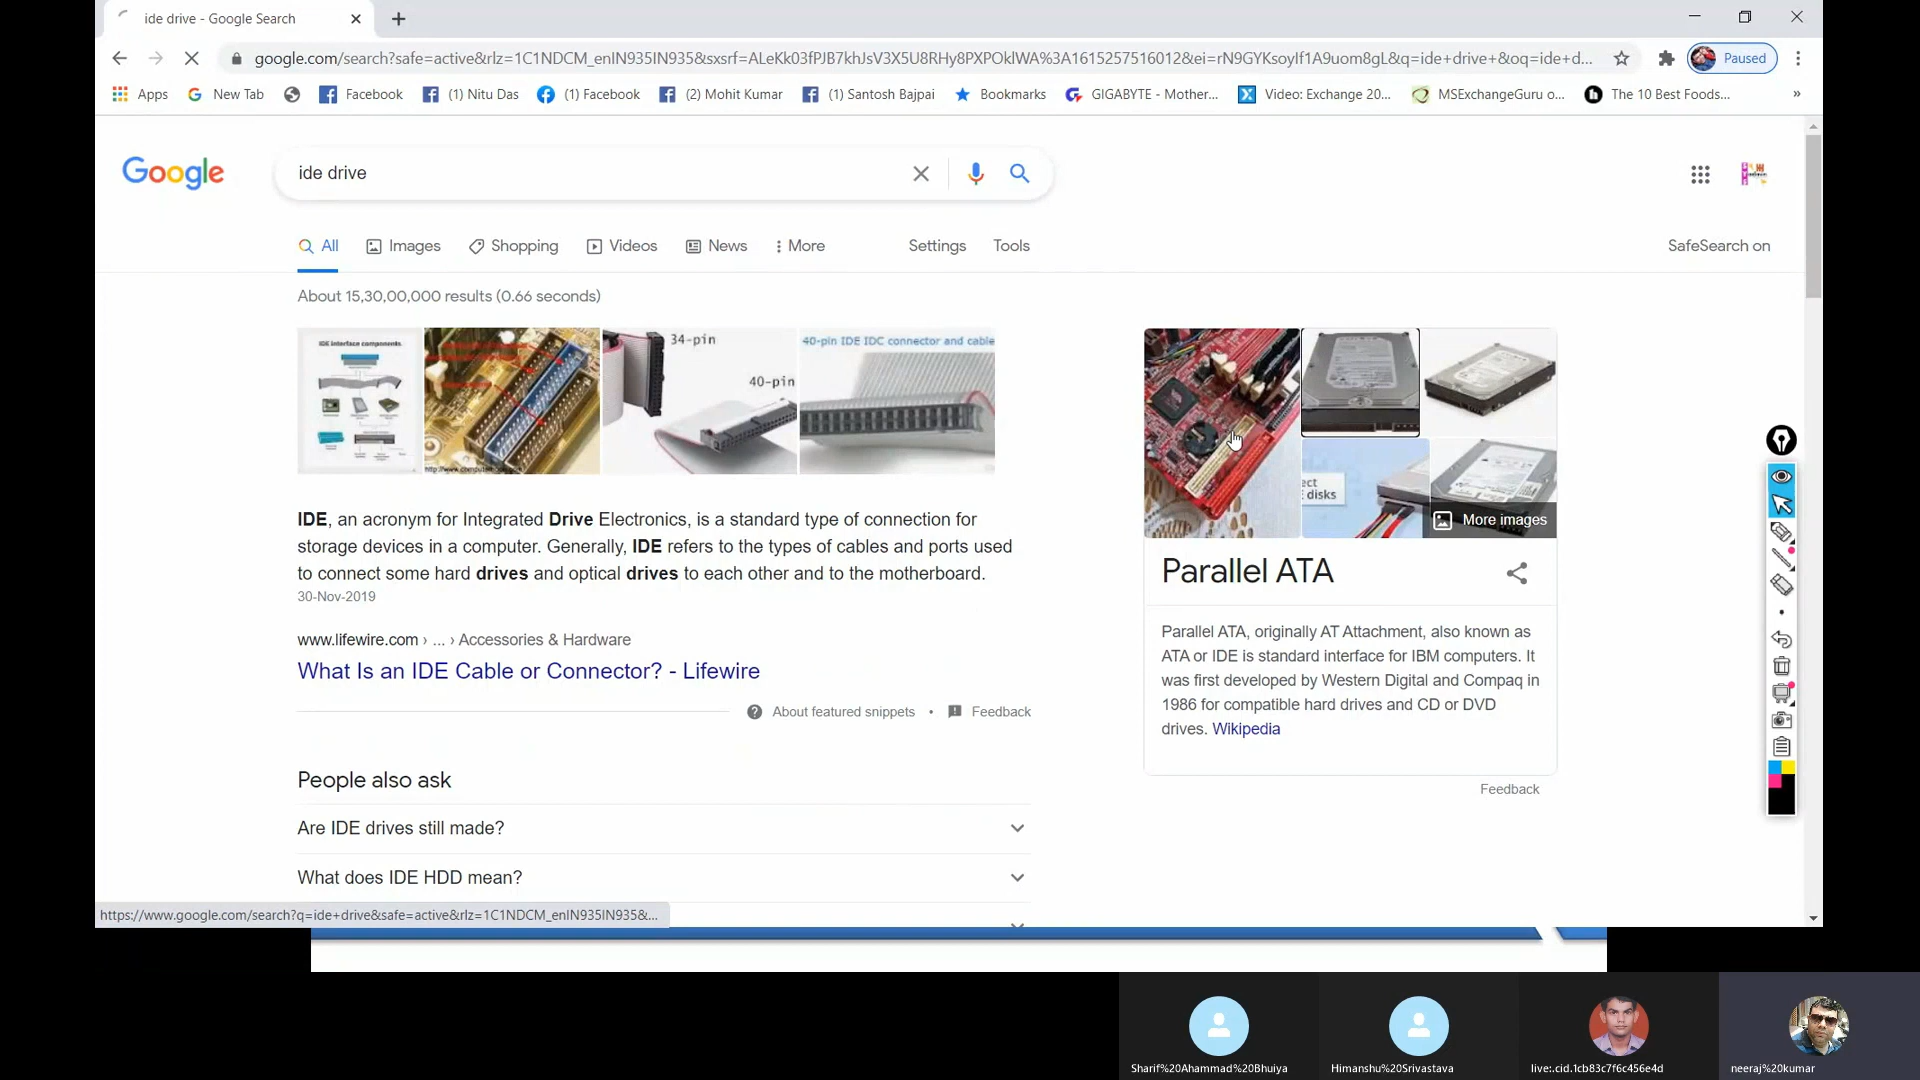 ide drive - Google Search
google.com/search?safe=active&rlz=1C1NDCM_enIN935IN935&sxsrf=ALeKk03fPJB7khJsV3X5U8RHy8PXPOklWA%3A1615257516012&ei=rN9GYKsoyIf1A9uom8gL&q=ide+drive+&oq=ide+d...
Paused
Apps
New Tab
Facebook
(1) Nitu Das
(1) Facebook
(2) Mohit Kumar
(1) Santosh Bajpai
Bookmarks
GIGABYTE - Mother...
Video: Exchange 20...
MSExchangeGuru o...
The 10 Best Foods...
»
Google
ide drive
All
Images
Shopping
Videos
News
More
Settings
Tools
SafeSearch on
About 15,30,00,000 results (0.66 seconds)
IDE interface components
34-pin
40-pin
40-pin IDE IDC connector and cable
IDE, an acronym for Integrated Drive Electronics, is a standard type of connection for
storage devices in a computer. Generally, IDE refers to the types of cables and ports used
to connect some hard drives and optical drives to each other and to the motherboard.
30-Nov-2019
www.lifewire.com › ... › Accessories & Hardware
What Is an IDE Cable or Connector? - Lifewire
About featured snippets • Feedback
People also ask
Are IDE drives still made?
What does IDE HDD mean?
ect
disks
More images
Parallel ATA
Parallel ATA, originally AT Attachment, also known as
ATA or IDE is standard interface for IBM computers. It
was first developed by Western Digital and Compaq in
1986 for compatible hard drives and CD or DVD
drives. Wikipedia
Feedback
https://www.google.com/search?q=ide+drive&safe=active&rlz=1C1NDCM_enIN935IN935&...
Sharif%20Ahammad%20Bhuiya
Himanshu%20Srivastava
live:.cid.1cb83c7f6c456e4d
neeraj%20kumar